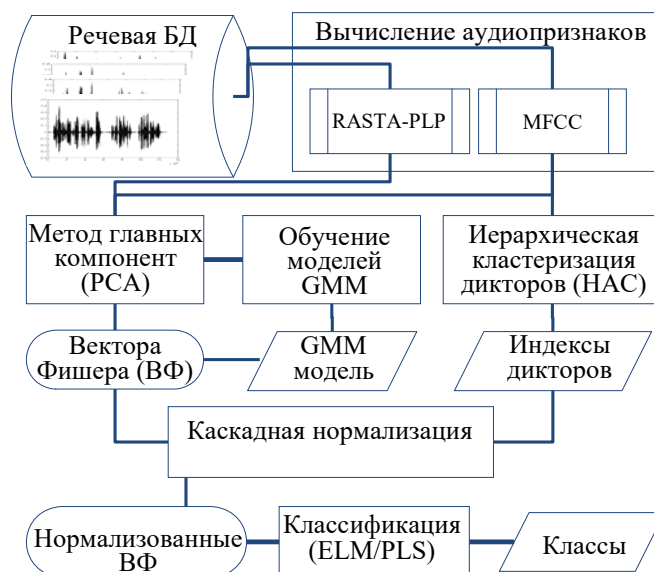 Речевая БД
Вычисление аудиопризнаков
RASTA-PLP
MFCC
Метод главных
компонент
(PCA)
Обучение
моделей
GMM
Иерархическая
кластеризация
дикторов (HAC)
Вектора
Фишера (ВФ)
GMM
модель
Индексы
дикторов
Каскадная нормализация
Нормализованные
ВФ
Классификация
(ELM/PLS)
Классы